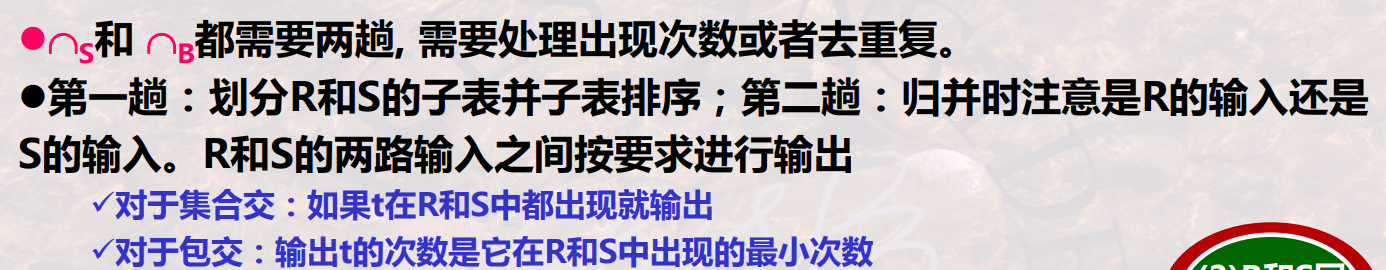 ●∩S和 ∩B都需要两趟, 需要处理出现次数或者去重复。
●第一趟：划分R和S的子表并子表排序；第二趟：归并时注意是R的输入还是
S的输入。R和S的两路输入之间按要求进行输出
✓对于集合交：如果t在R和S中都出现就输出
✓对于包交：输出t的次数是它在R和S中出现的最小次数